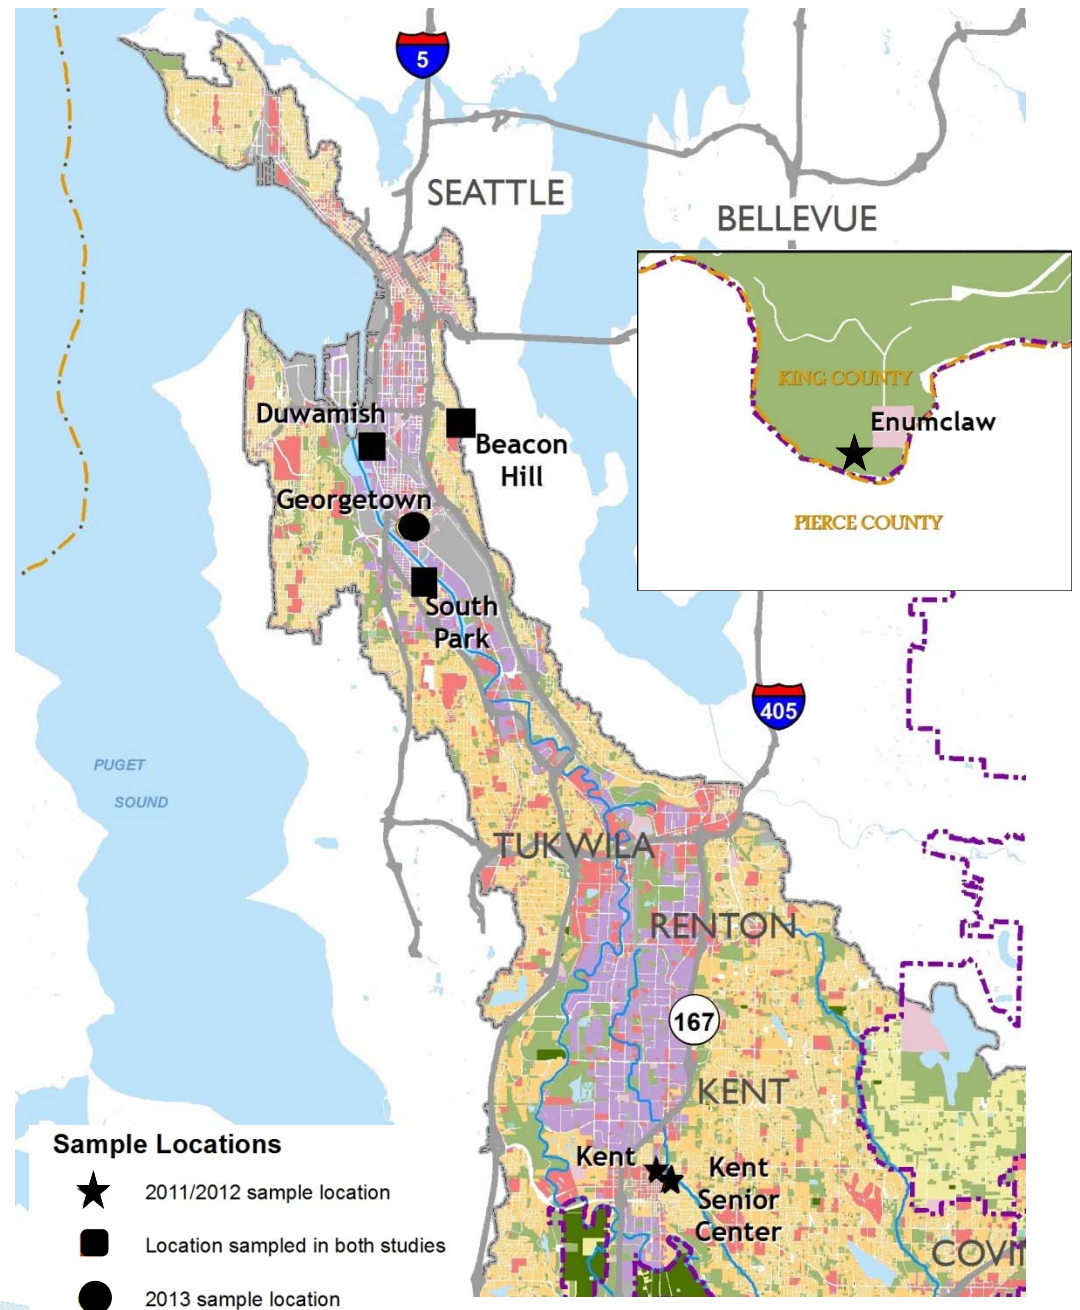 5
SEATTLE
BELLEVUE
KING COUNTY
Enumclaw
PIERCE COUNTY
Duwamish
Beacon
Hill
Georgetown
South
Park
405
PUGET
SOUND
TUKWILA
RENTON
167
KENT
Kent
Kent
Senior
Center
COVI
Sample Locations
2011/2012 sample location
Location sampled in both studies
2013 sample location